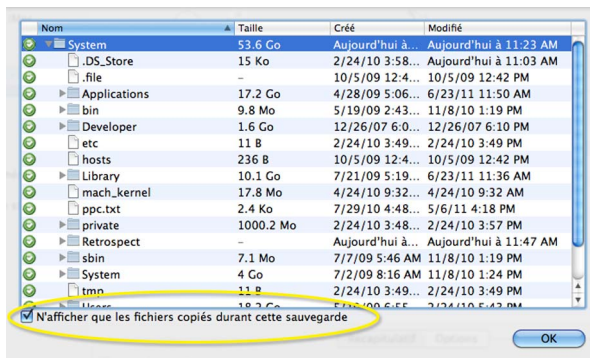 Nom Taille Créé Modifié
System 53.6 Go Aujourd'hui à... Aujourd'hui à 11:23 AM
.DS_Store 15 Ko 2/24/10 3:58... Aujourd'hui à 11:03 AM
.file – 10/5/09 12:4... 10/5/09 12:42 PM
Applications 17.2 Go 4/28/09 5:06... 6/23/11 11:50 AM
bin 9.8 Mo 5/19/09 2:43... 11/8/10 1:19 PM
Developer 1.6 Go 12/26/07 6:0... 12/26/07 6:10 PM
etc 11 B 2/24/10 3:49... 2/24/10 3:49 PM
hosts 236 B 10/5/09 12:4... 10/5/09 12:42 PM
Library 10.1 Go 7/21/09 5:19... 6/23/11 11:36 AM
mach_kernel 17.8 Mo 4/24/10 9:32... 4/24/10 9:32 AM
ppc.txt 2.4 Ko 7/29/10 4:48... 5/6/11 4:18 PM
private 1000.2 Mo 2/24/10 3:48... 2/24/10 3:57 PM
Retrospect – Aujourd'hui à... Aujourd'hui à 11:47 AM
sbin 7.1 Mo 7/7/09 5:46 AM 11/8/10 1:19 PM
System 4 Go 7/2/09 8:16 AM 11/8/10 1:24 PM
tmp 11 B 2/24/10 3:49... 2/24/10 3:49 PM
Users 18.2 Go 2/24/10 5:43 PM
N'afficher que les fichiers copiés durant cette sauvegarde
OK